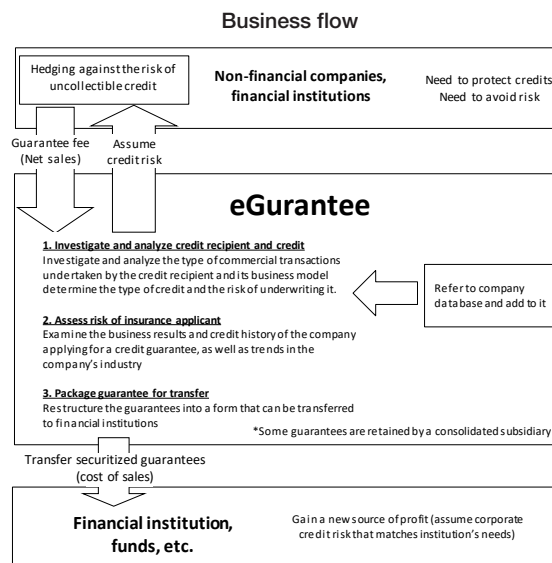 Business flow
Hedging against the risk of
uncollectible credit
Non-financial companies,
financial institutions
Need to protect credits
Need to avoid risk
Guarantee fee
(Net sales)
Assume
credit risk
eGurantee
1. Investigate and analyze credit recipient and credit
Investigate and analyze the type of commercial transactions
undertaken by the credit recipient and its business model
determine the type of credit and the risk of underwriting it.
Refer to company
database and add to it
2. Assess risk of insurance applicant
Examine the business results and credit history of the company
applying for a credit guarantee, as well as trends in the
company's industry
3. Package guarantee for transfer
Restructure the guarantees into a form that can be transferred
to financial institutions
*Some guarantees are retained by a consolidated subsidiary
Transfer securitized guarantees
(cost of sales)
Financial institution,
funds, etc.
Gain a new source of profit (assume corporate
credit risk that matches institution's needs)